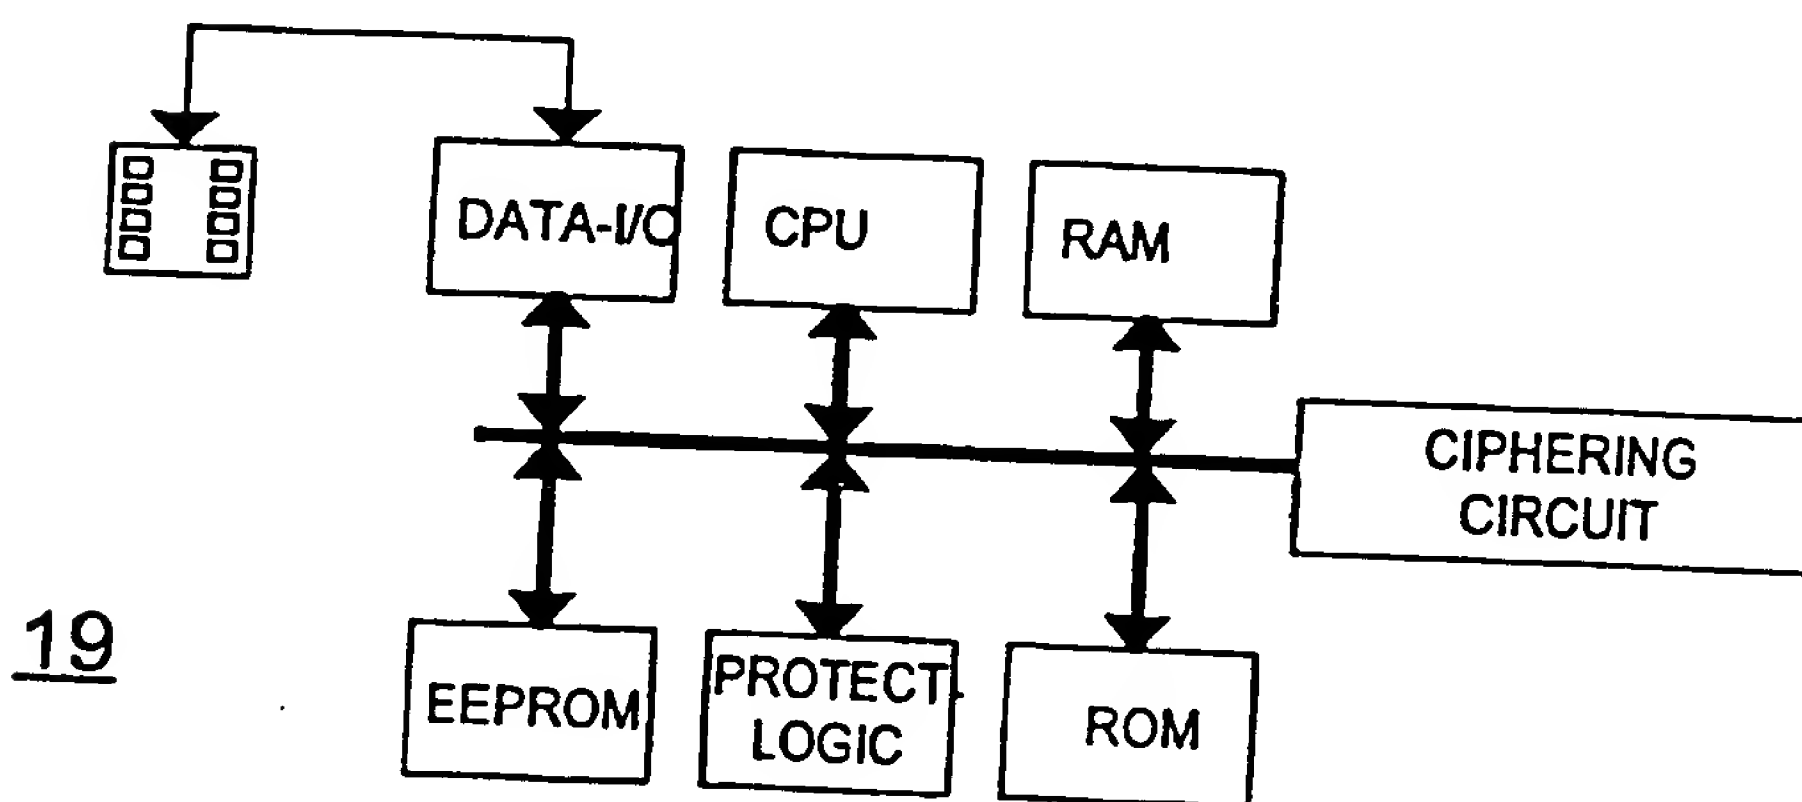 DATA-I/O
CPU
RAM
CIPHERING
CIRCUIT
19
EEPROM
PROTECT.
LOGIC
ROM